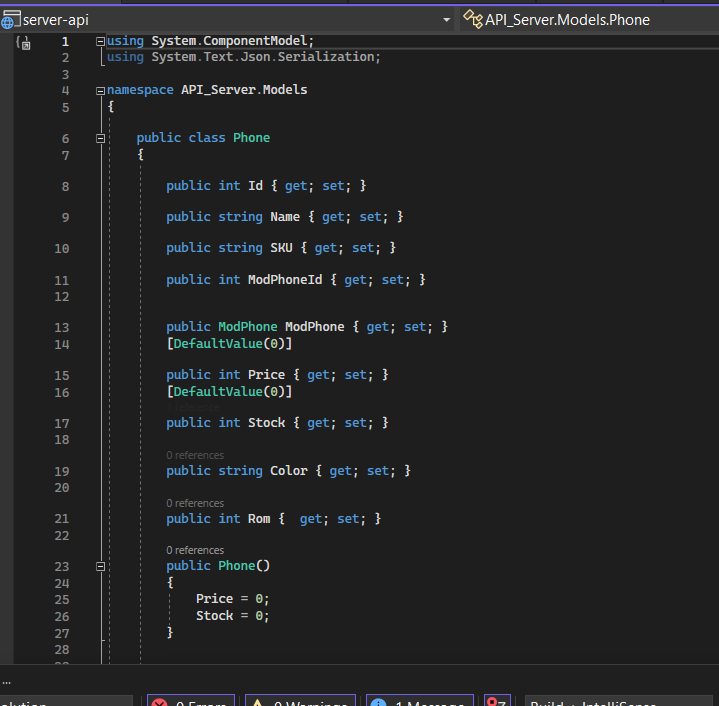 server-api API_Server.Models.Phone
1 using System.ComponentModel;
2 using System.Text.Json.Serialization;
3
4 namespace API_Server.Models
5 {
6 public class Phone
7 {
8 public int Id { get; set; }
9 public string Name { get; set; }
10 public string SKU { get; set; }
11 public int ModPhoneId { get; set; }
12
13 public ModPhone ModPhone { get; set; }
14 [DefaultValue(0)]
15 public int Price { get; set; }
16 [DefaultValue(0)]
17 public int Stock { get; set; }
18
0 references
19 public string Color { get; set; }
20
0 references
21 public int Rom {  get; set; }
22
0 references
23 public Phone()
24 {
25 Price = 0;
26 Stock = 0;
27 }
28
...
0 Errors 0 Warnings 1 Message Build + IntelliSense